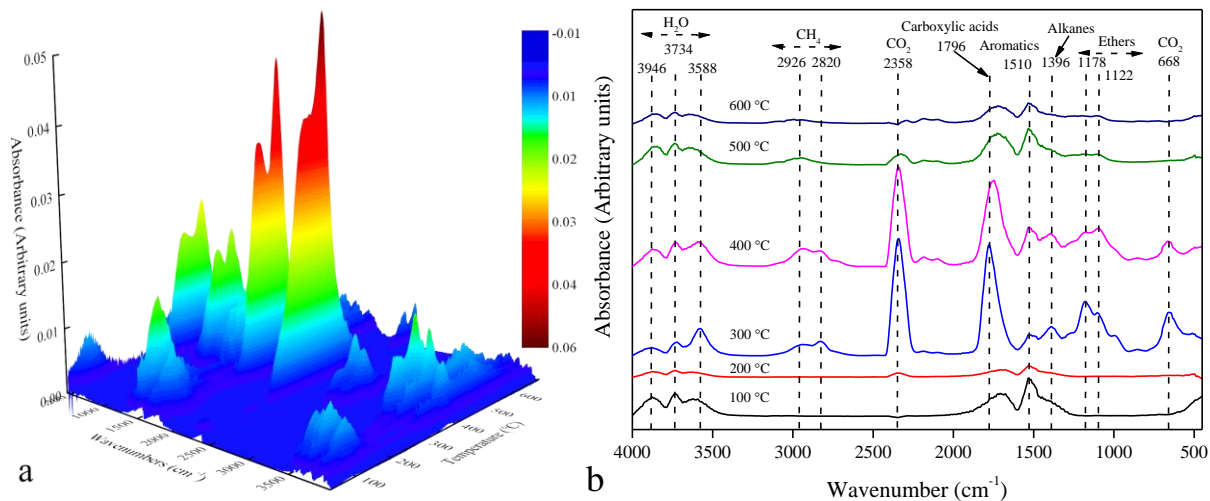 0.05
0.04
0.03
0.02
0.01
0.00
Absorbance (Arbitrary units)
1000
1500
2000
2500
3000
3500
Wavenumbers (cm⁻¹)
100
200
300
400
500
600
Temperature (°C)
-0.01
0.01
0.02
0.03
0.04
0.06
a
H₂O
3734
3946
3588
CH₄
2926 2820
CO₂
2358
Carboxylic acids
1796
Aromatics
1510
Alkanes
1396
Ethers
1178
1122
CO₂
668
600 °C
500 °C
400 °C
300 °C
200 °C
100 °C
Absorbance (Arbitrary units)
4000 3500 3000 2500 2000 1500 1000 500
Wavenumber (cm⁻¹)
b